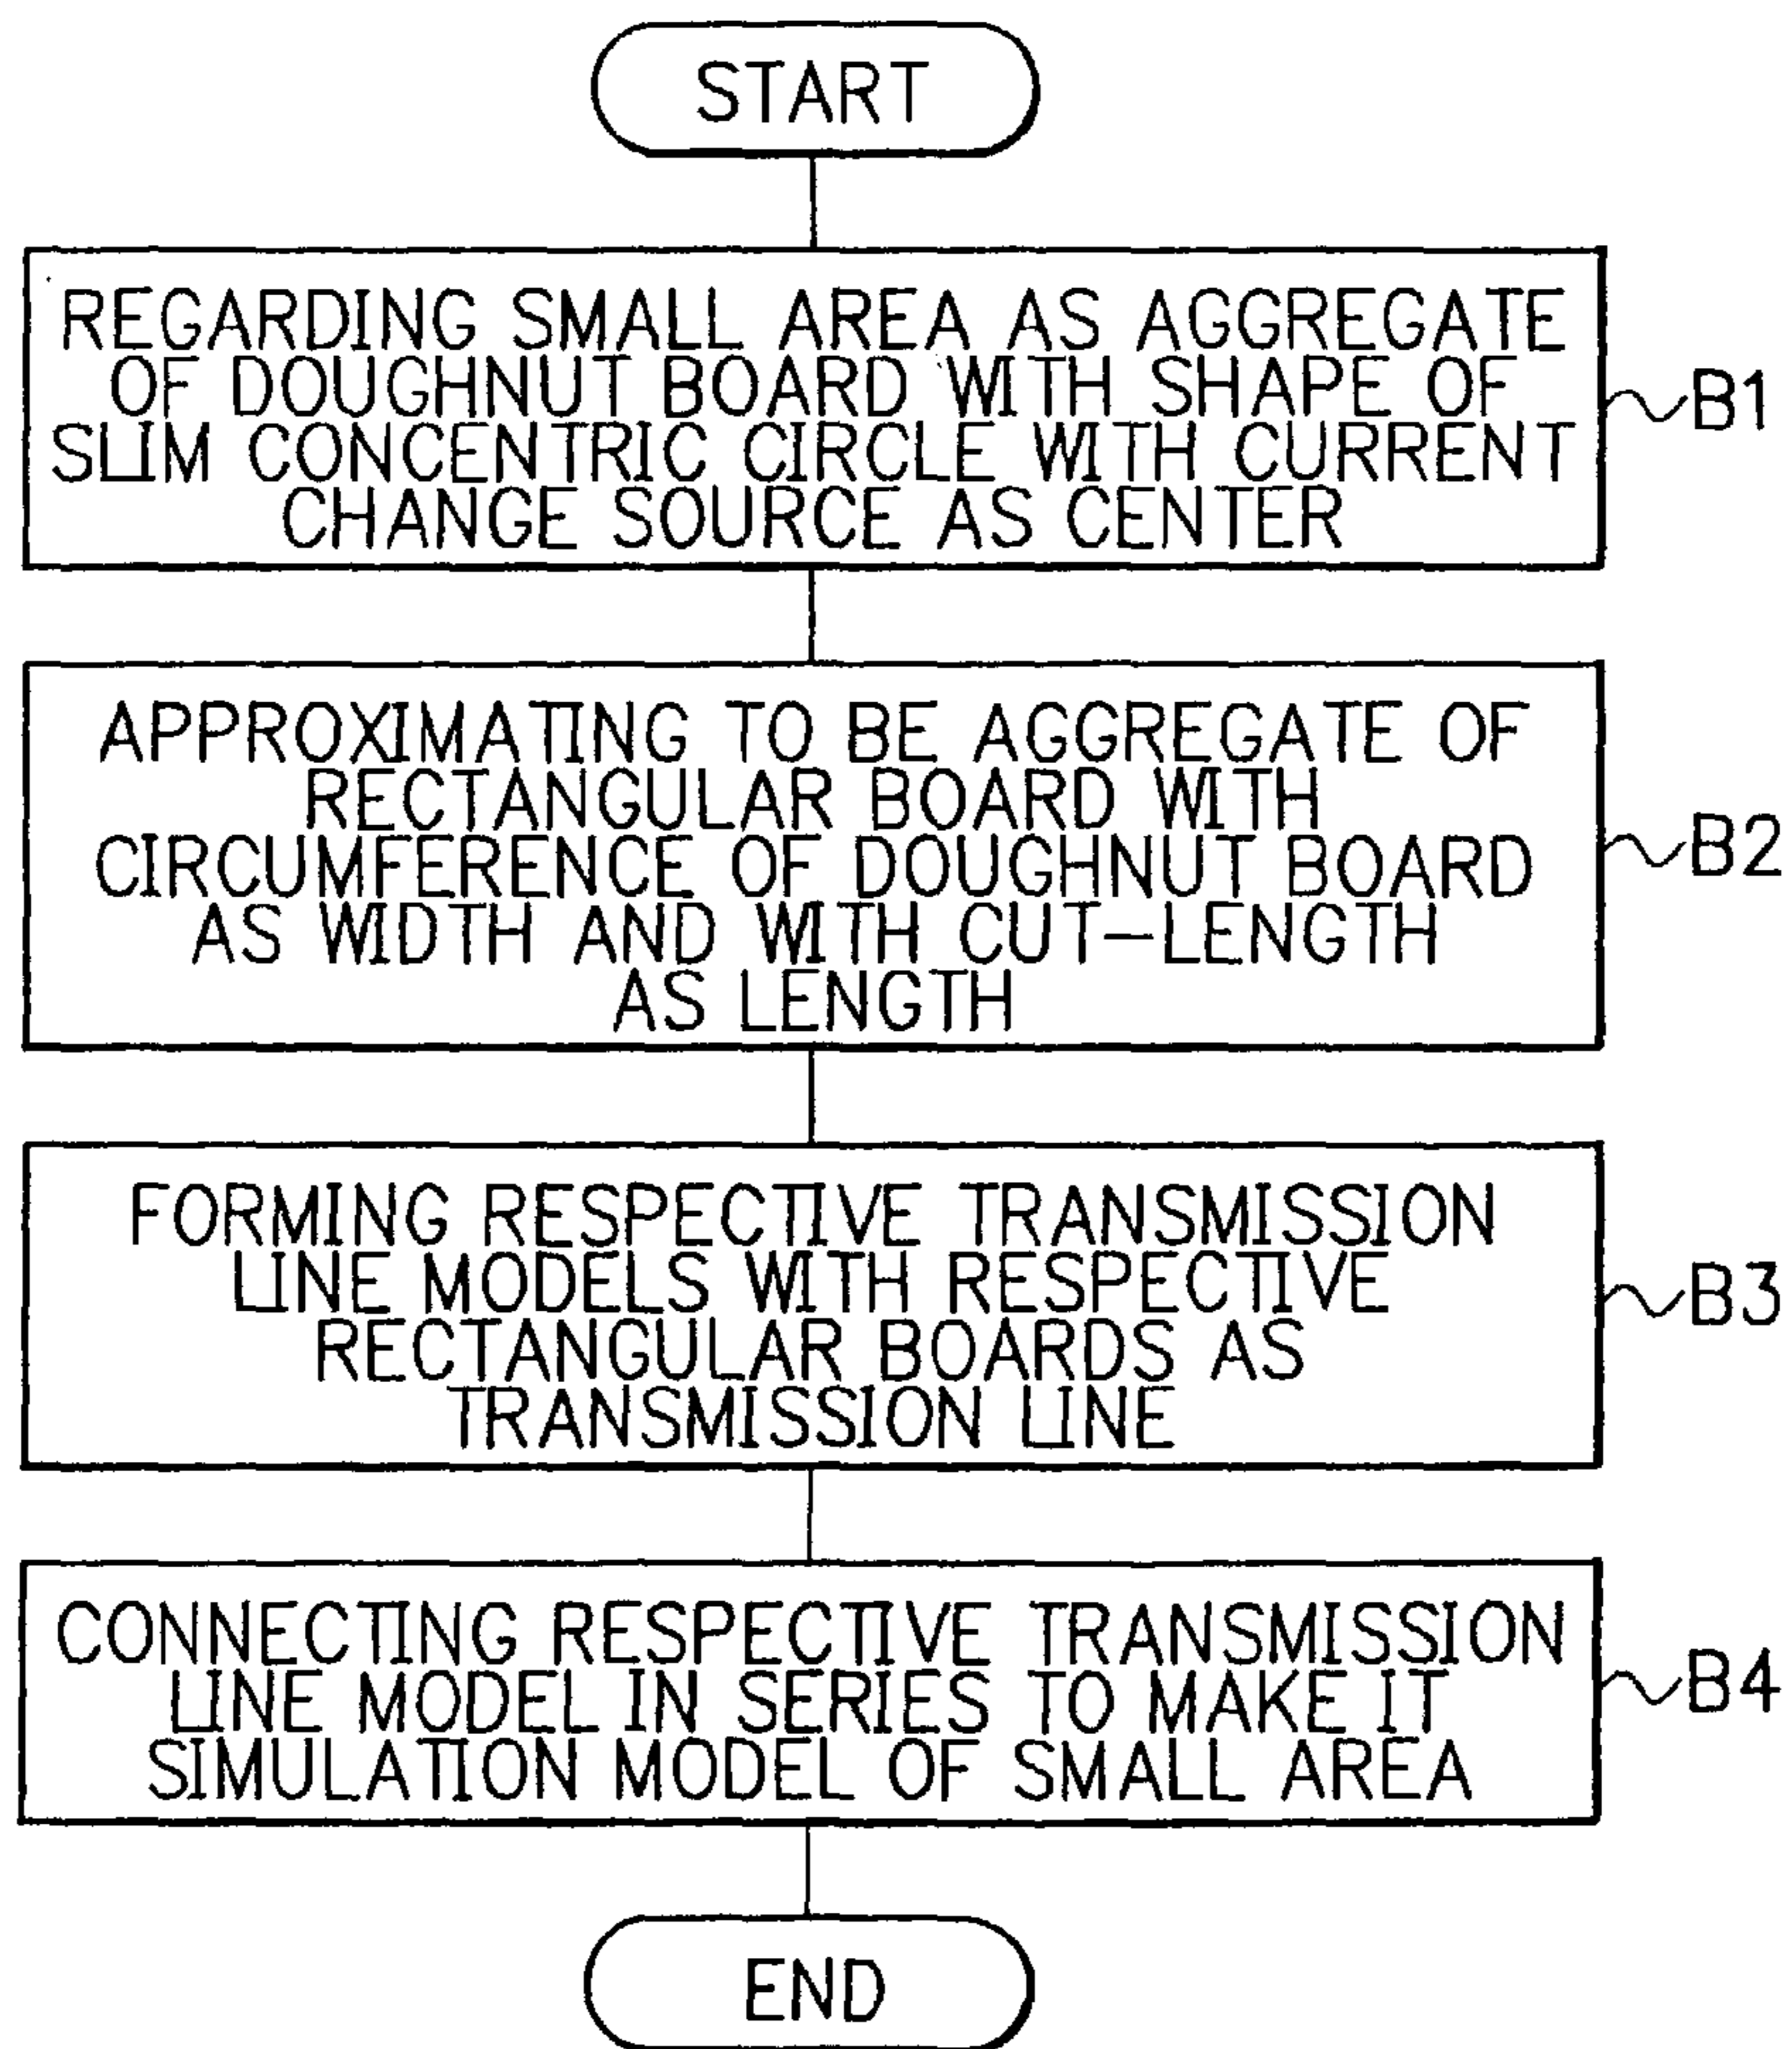 START
REGARDING SMALL AREA AS AGGREGATE
OF DOUGHNUT BOARD WITH SHAPE OF
SLIM CONCENTRIC CIRCLE WITH CURRENT
CHANGE SOURCE AS CENTER
B1
APPROXIMATING TO BE AGGREGATE OF
RECTANGULAR BOARD WITH
CIRCUMFERENCE OF DOUGHNUT BOARD
AS WIDTH AND WITH CUT-LENGTH
AS LENGTH
B2
FORMING RESPECTIVE TRANSMISSION
LINE MODELS WITH RESPECTIVE
RECTANGULAR BOARDS AS
TRANSMISSION LINE
B3
CONNECTING RESPECTIVE TRANSMISSION
LINE MODEL IN SERIES TO MAKE IT
SIMULATION MODEL OF SMALL AREA
B4
END